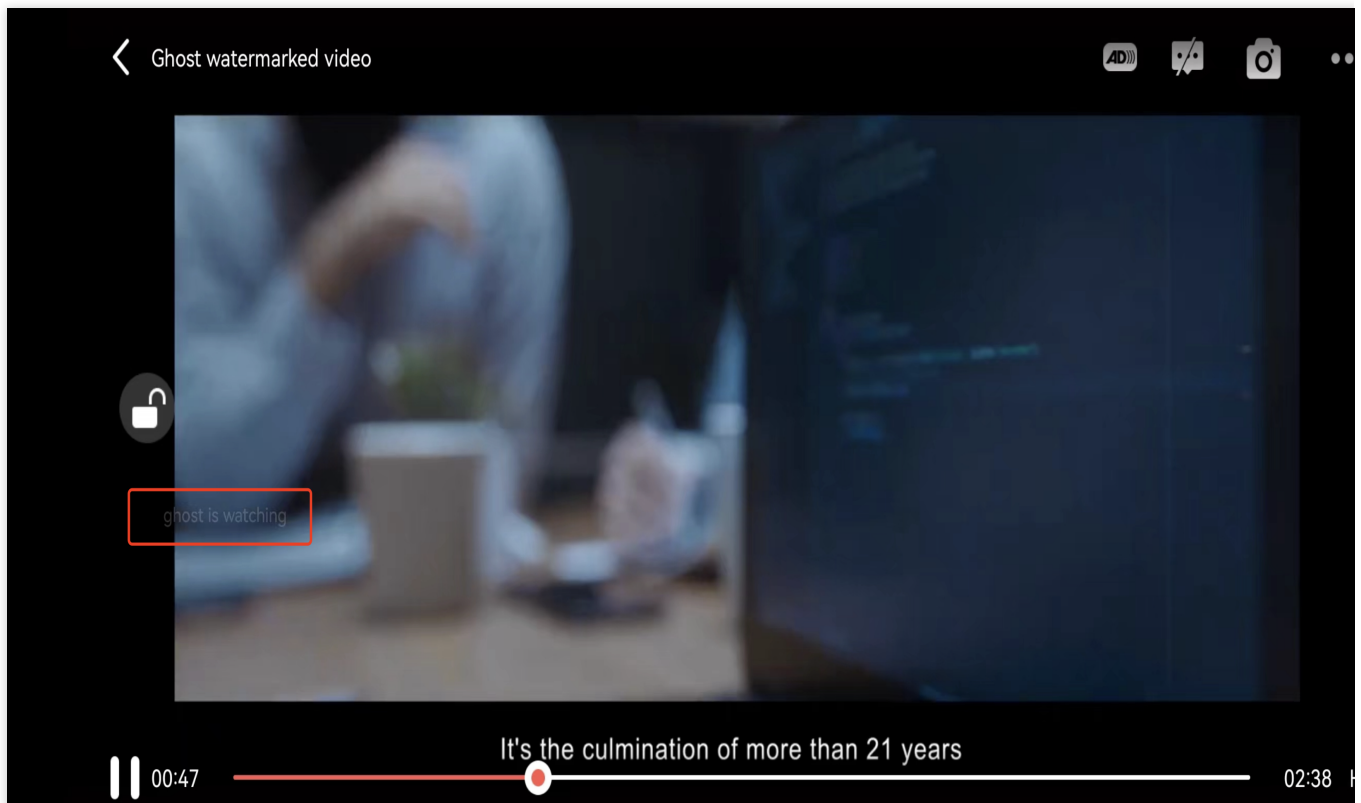 Ghost watermarked video
AD
ghost is watching
It's the culmination of more than 21 years
00:47
02:38